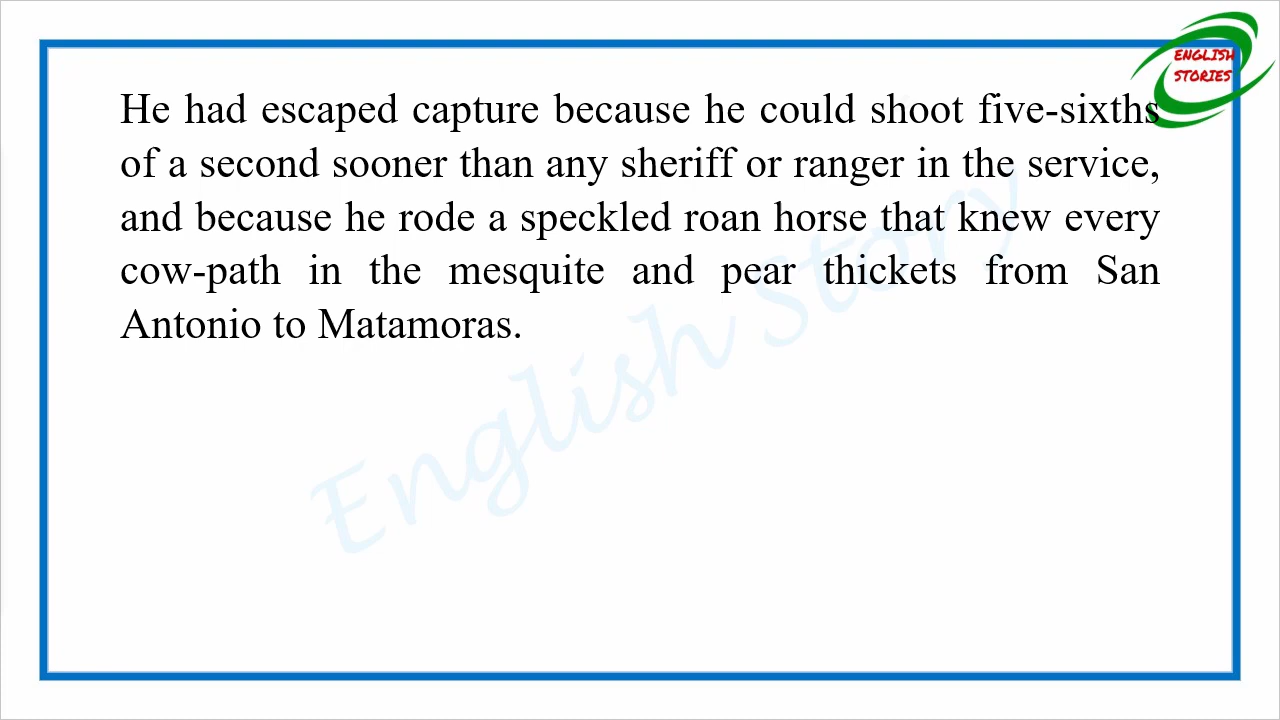 ENGLISH
STORIES
He had escaped capture because he could shoot five-sixths
of a second sooner than any sheriff or ranger in the service,
and because he rode a speckled roan horse that knew every
cow-path in the mesquite and pear thickets from San
Antonio to Matamoras.
English Story